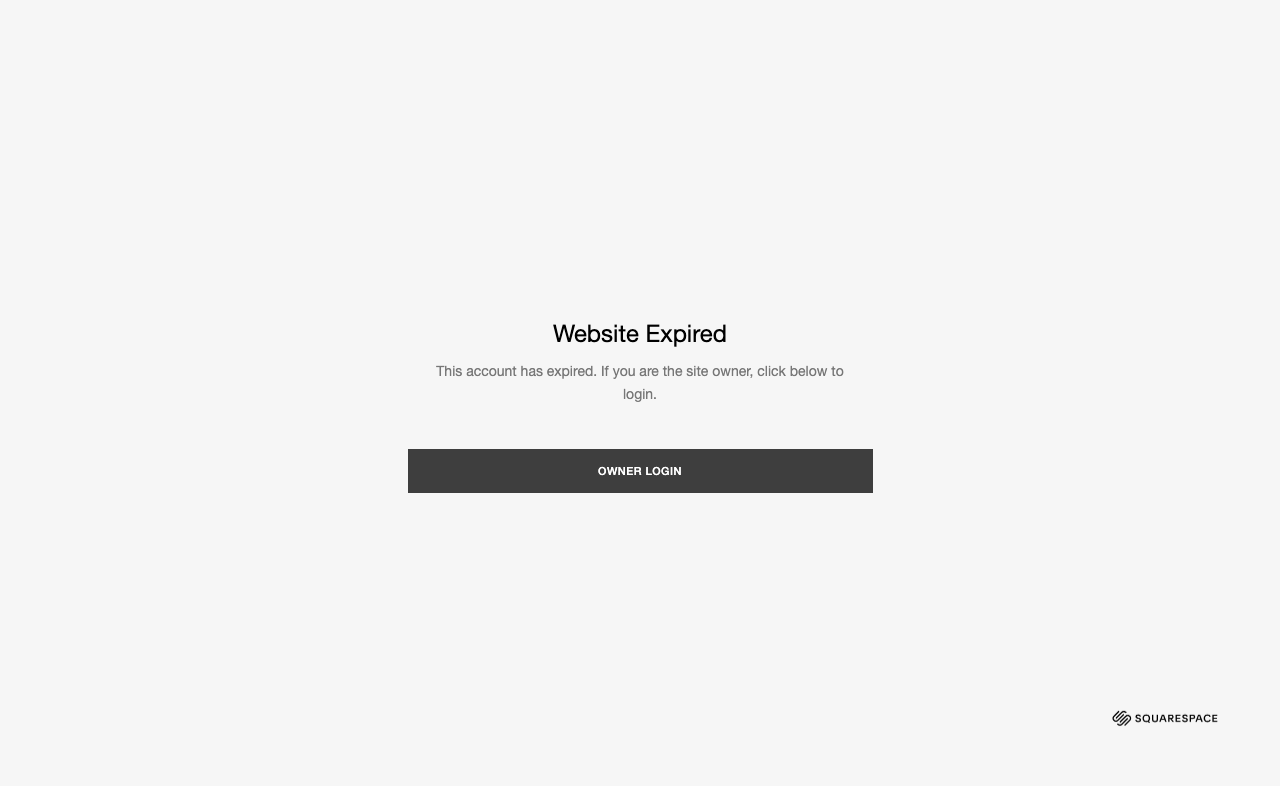 Website Expired
This account has expired. If you are the site owner, click below to
login.
OWNER LOGIN
SQUARESPACE